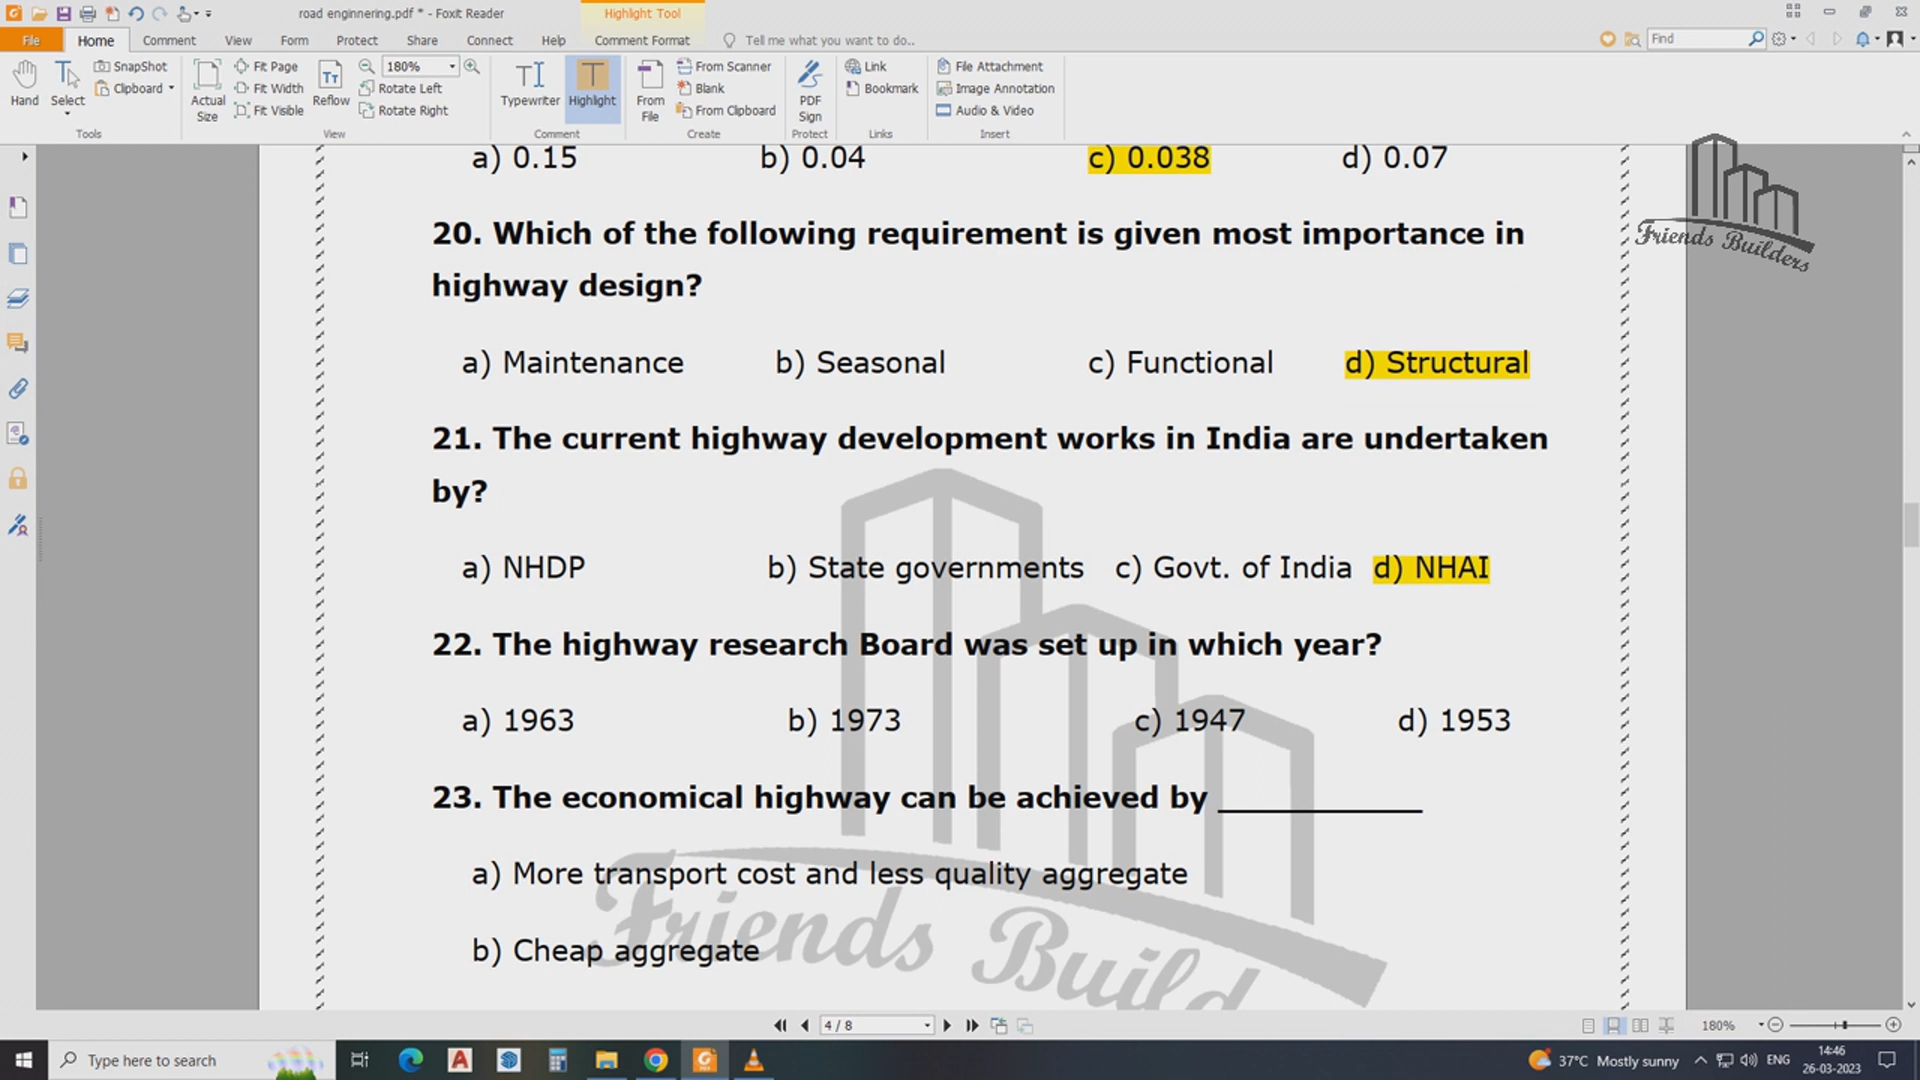 road enginnering.pdf * - Foxit Reader
Highlight Tool
File
Home
Comment
View
Form
Protect
Share
Connect
Help
Comment Format
Tell me what you want to do..
Find
Hand
Select
SnapShot
Clipboard
Actual
Size
Fit Page
Fit Width
Fit Visible
Reflow
180%
Rotate Left
Rotate Right
Typewriter
Highlight
From
File
From Scanner
Blank
From Clipboard
PDF
Sign
Link
Bookmark
File Attachment
Image Annotation
Audio & Video
Tools
View
Comment
Create
Protect
Links
Insert
a) 0.15 b) 0.04 c) 0.038 d) 0.07
Friends Builders
20. Which of the following requirement is given most importance in
highway design?
a) Maintenance b) Seasonal c) Functional d) Structural
21. The current highway development works in India are undertaken
by?
a) NHDP b) State governments c) Govt. of India d) NHAI
22. The highway research Board was set up in which year?
a) 1963 b) 1973 c) 1947 d) 1953
23. The economical highway can be achieved by ____________
a) More transport cost and less quality aggregate
b) Cheap aggregate
Friends Build
4 / 8
180%
Type here to search
37°C Mostly sunny
ENG
14:46
26-03-2023